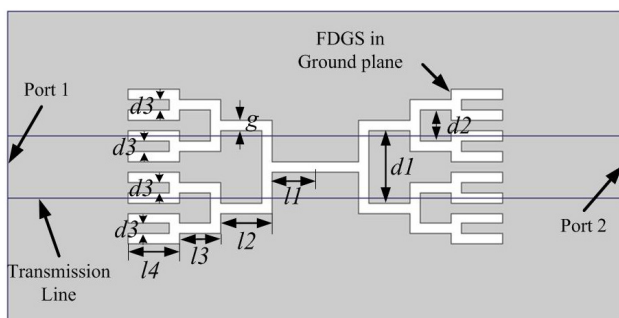 FDGS in
Ground plane
Port 1
d3
g
d2
d3
d1
d3
l1
d3
l2
Port 2
l3
l4
Transmission
Line